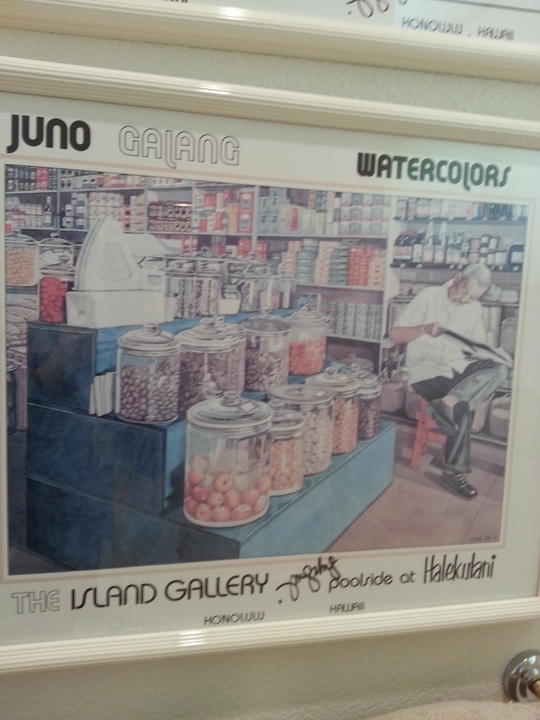 HONOLULU , HAWAII
JUNO GALANG WATERCOLORS
THE ISLAND GALLERY poolside at Halekulani
HONOLULU HAWAII